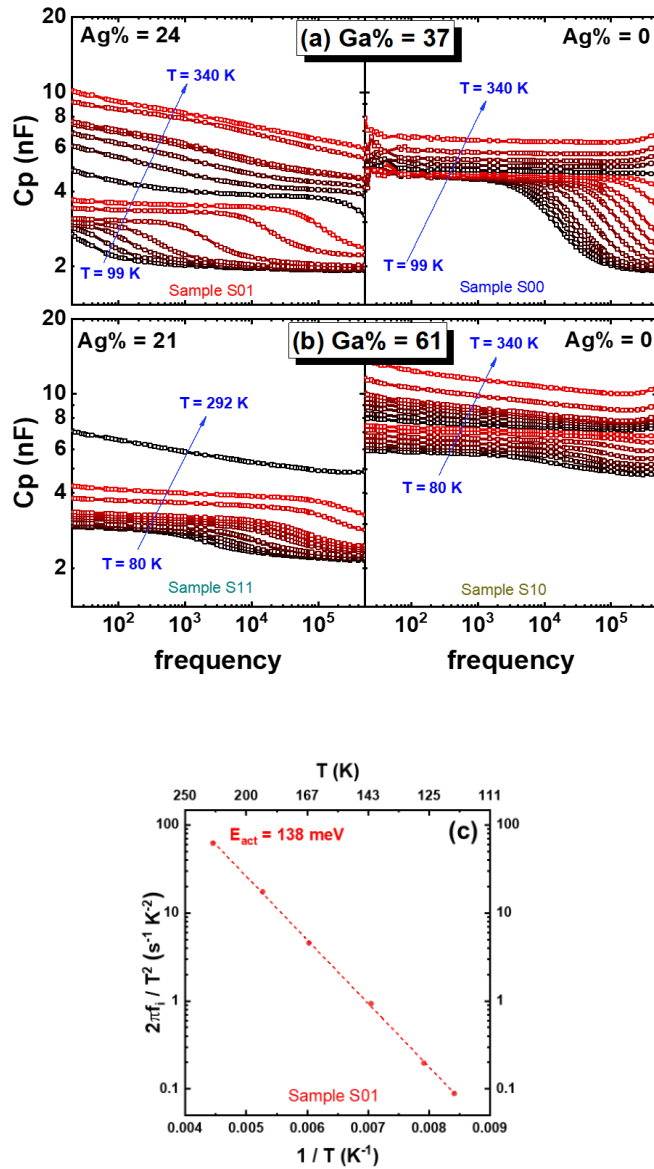 Ag% = 24 (a) Ga% = 37 Ag%= 0
20
10
8
6
4
2
Cp (nF)
T = 340 K
T = 99 K
Sample S01
T = 340 K
T = 99 K
Sample S00
Ag% = 21 (b) Ga% = 61 Ag%= 0
20
10
8
6
4
2
Cp (nF)
T = 292 K
T = 80 K
Sample S11
T = 340 K
T = 80 K
Sample S10
10² 10³ 10⁴ 10⁵ 10² 10³ 10⁴ 10⁵
frequency frequency
T (K)
250 200 167 143 125 111
100 100
10 10
1 1
0.1 0.1
2πfᵢ / T² (s⁻¹ K⁻²)
E_act = 138 meV
(c)
Sample S01
0.004 0.005 0.006 0.007 0.008 0.009
1 / T (K⁻¹)